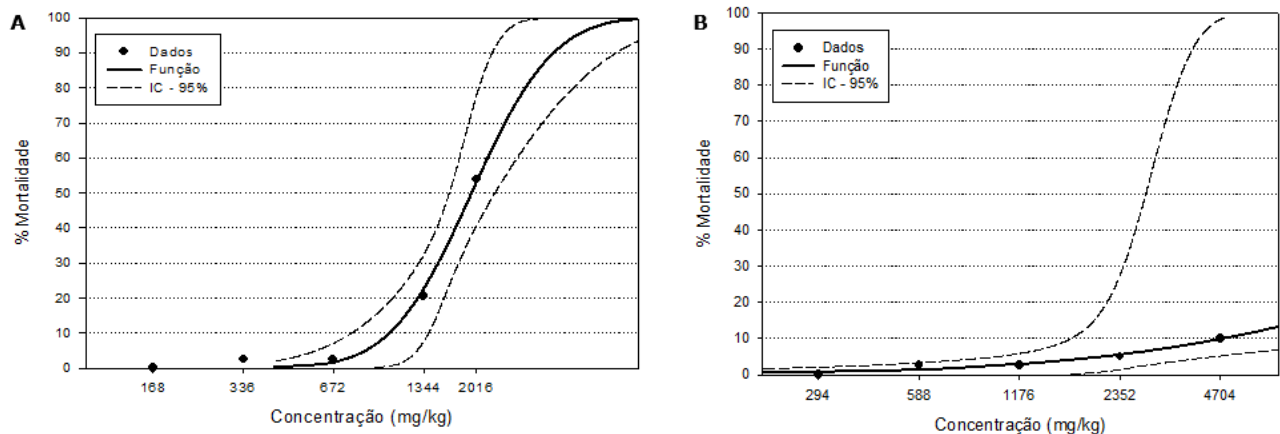 A
100
90
80
70
60
50
40
30
20
10
0
% Mortalidade
Dados
Função
IC - 95%
168 336 672 1344 2016
Concentração (mg/kg)
B
100
90
80
70
60
50
40
30
20
10
0
% Mortalidade
Dados
Função
IC - 95%
294 588 1176 2352 4704
Concentração (mg/kg)